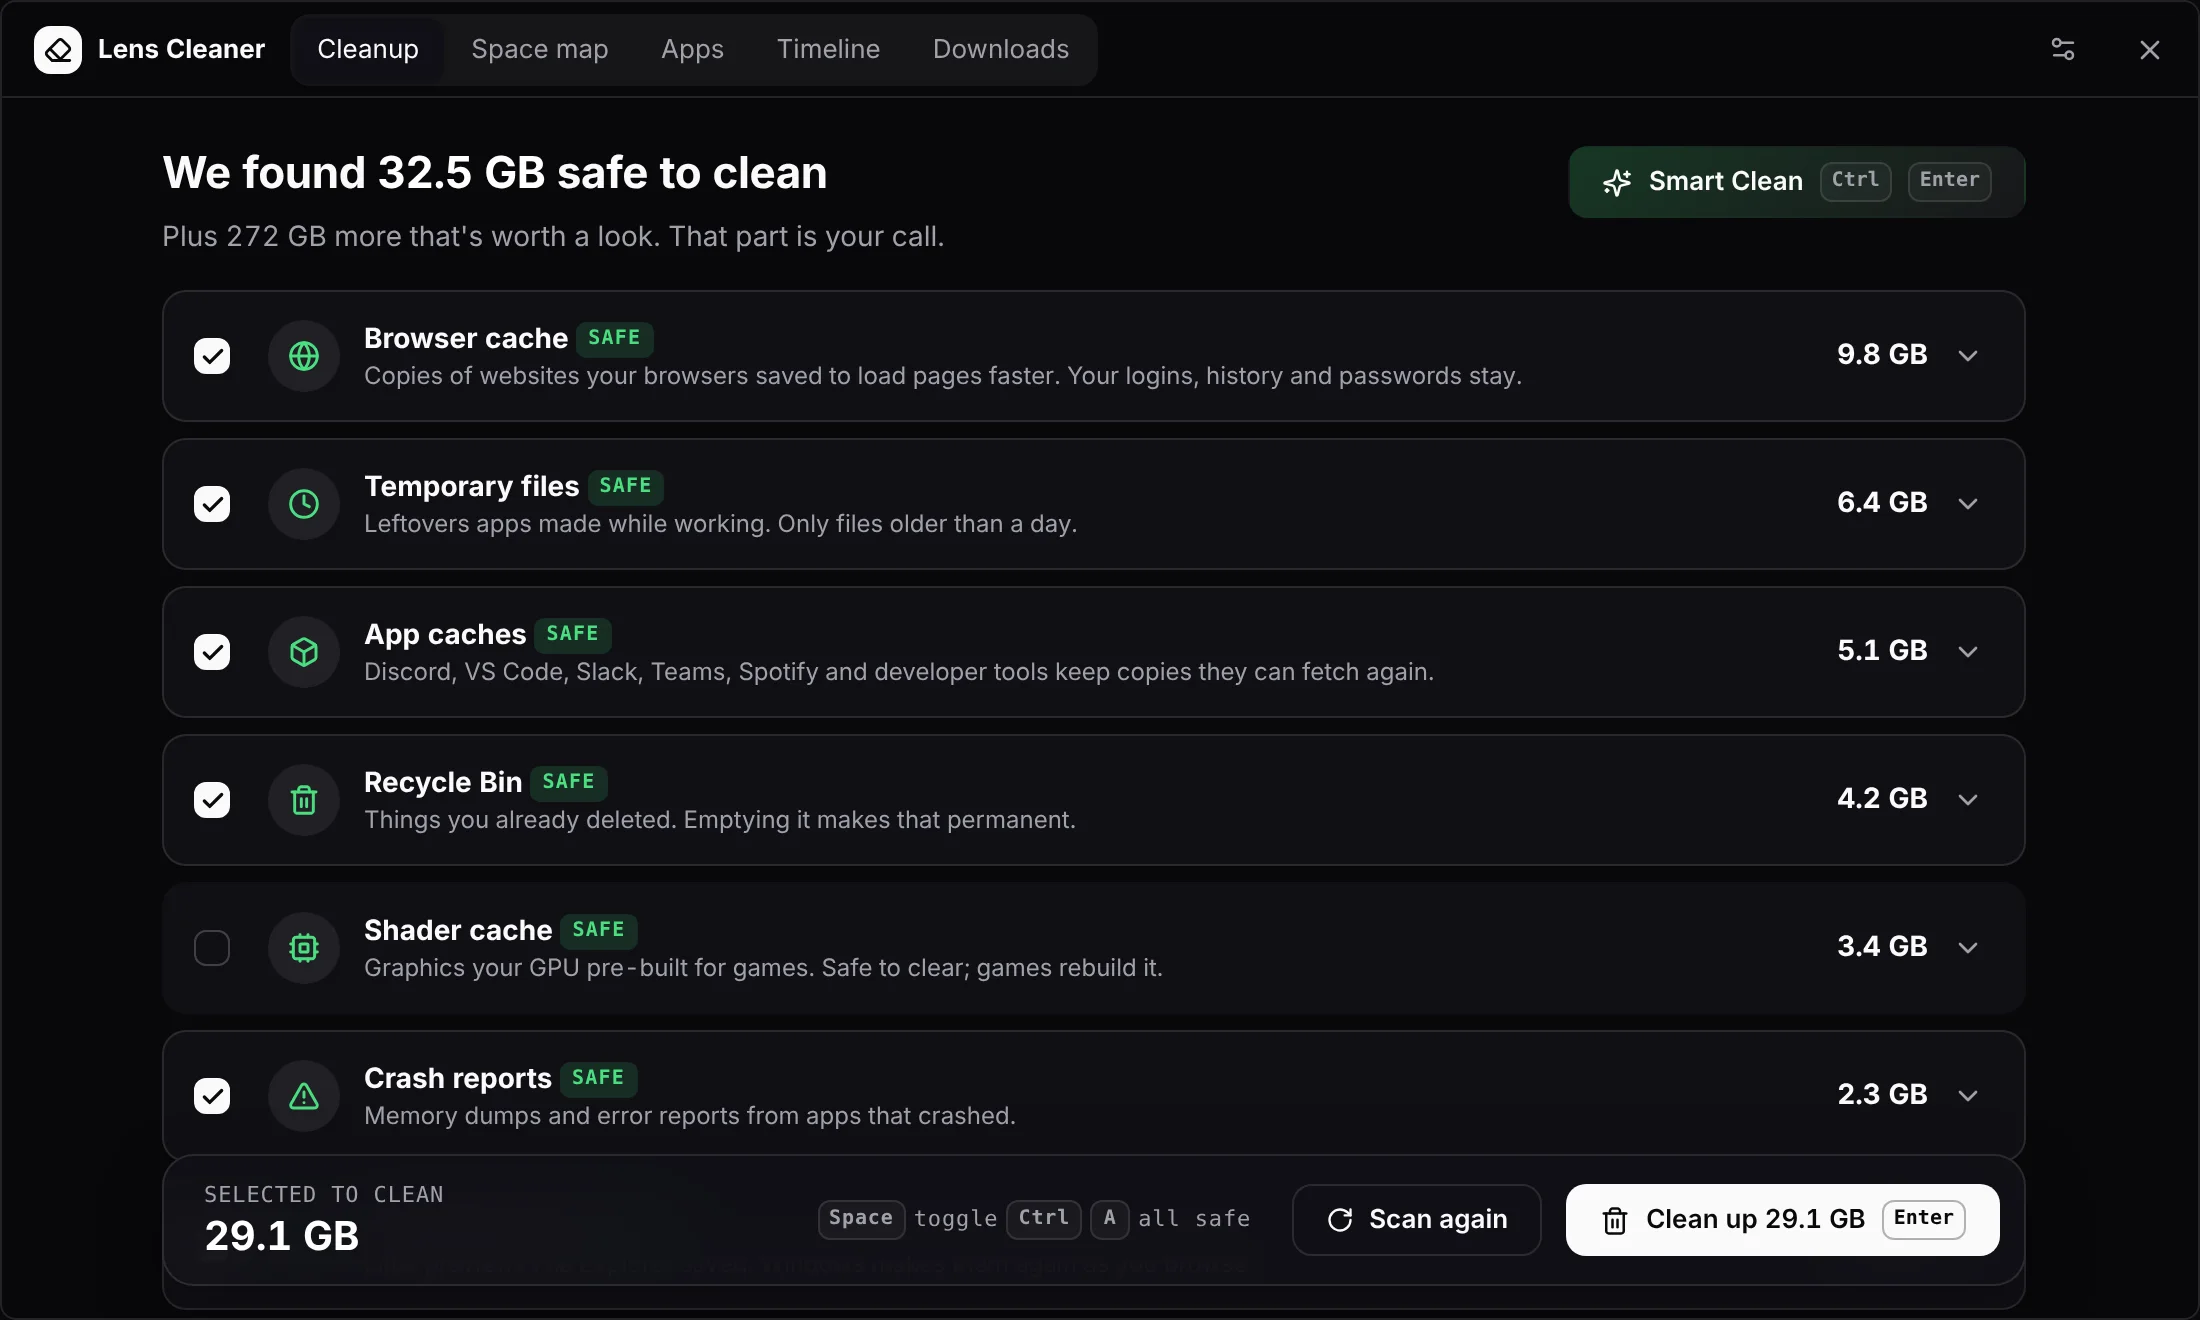 Lens Cleaner
Cleanup
Space map
Apps
Timeline
Downloads
We found 32.5 GB safe to clean
Plus 272 GB more that's worth a look. That part is your call.
Smart Clean Ctrl Enter
Browser cache SAFE
Copies of websites your browsers saved to load pages faster. Your logins, history and passwords stay.
9.8 GB
Temporary files SAFE
Leftovers apps made while working. Only files older than a day.
6.4 GB
App caches SAFE
Discord, VS Code, Slack, Teams, Spotify and developer tools keep copies they can fetch again.
5.1 GB
Recycle Bin SAFE
Things you already deleted. Emptying it makes that permanent.
4.2 GB
Shader cache SAFE
Graphics your GPU pre-built for games. Safe to clear; games rebuild it.
3.4 GB
Crash reports SAFE
Memory dumps and error reports from apps that crashed.
2.3 GB
SELECTED TO CLEAN
29.1 GB
Space toggle Ctrl A all safe
Scan again
Clean up 29.1 GB Enter